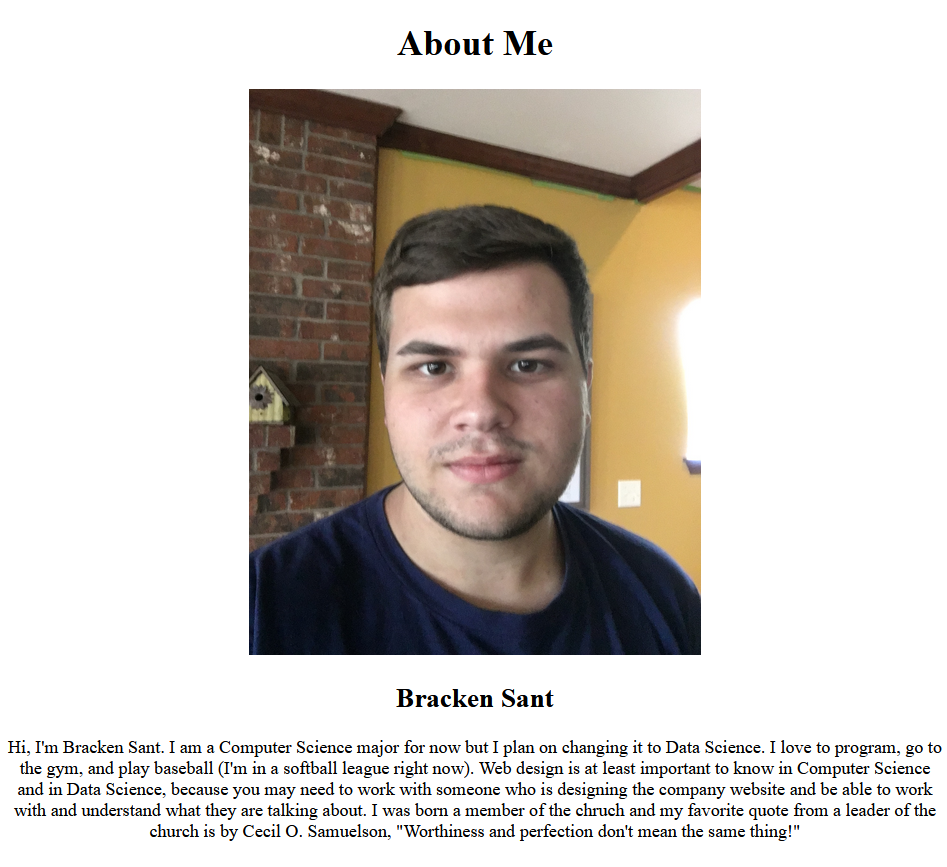 About Me
Bracken Sant
Hi, I'm Bracken Sant. I am a Computer Science major for now but I plan on changing it to Data Science. I love to program, go to
the gym, and play baseball (I'm in a softball league right now). Web design is at least important to know in Computer Science
and in Data Science, because you may need to work with someone who is designing the company website and be able to work
with and understand what they are talking about. I was born a member of the chruch and my favorite quote from a leader of the
church is by Cecil O. Samuelson, "Worthiness and perfection don't mean the same thing!"